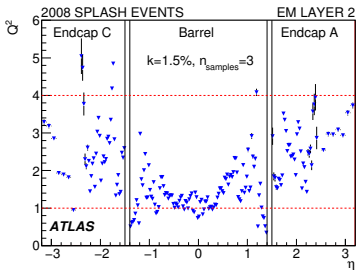 2008 SPLASH EVENTS EM LAYER 2
Q² 6 Endcap C Barrel Endcap A
k=1.5%, n_samples=3
5
4
3
2
1
ATLAS
0
-3 -2 -1 0 1 2 3
η